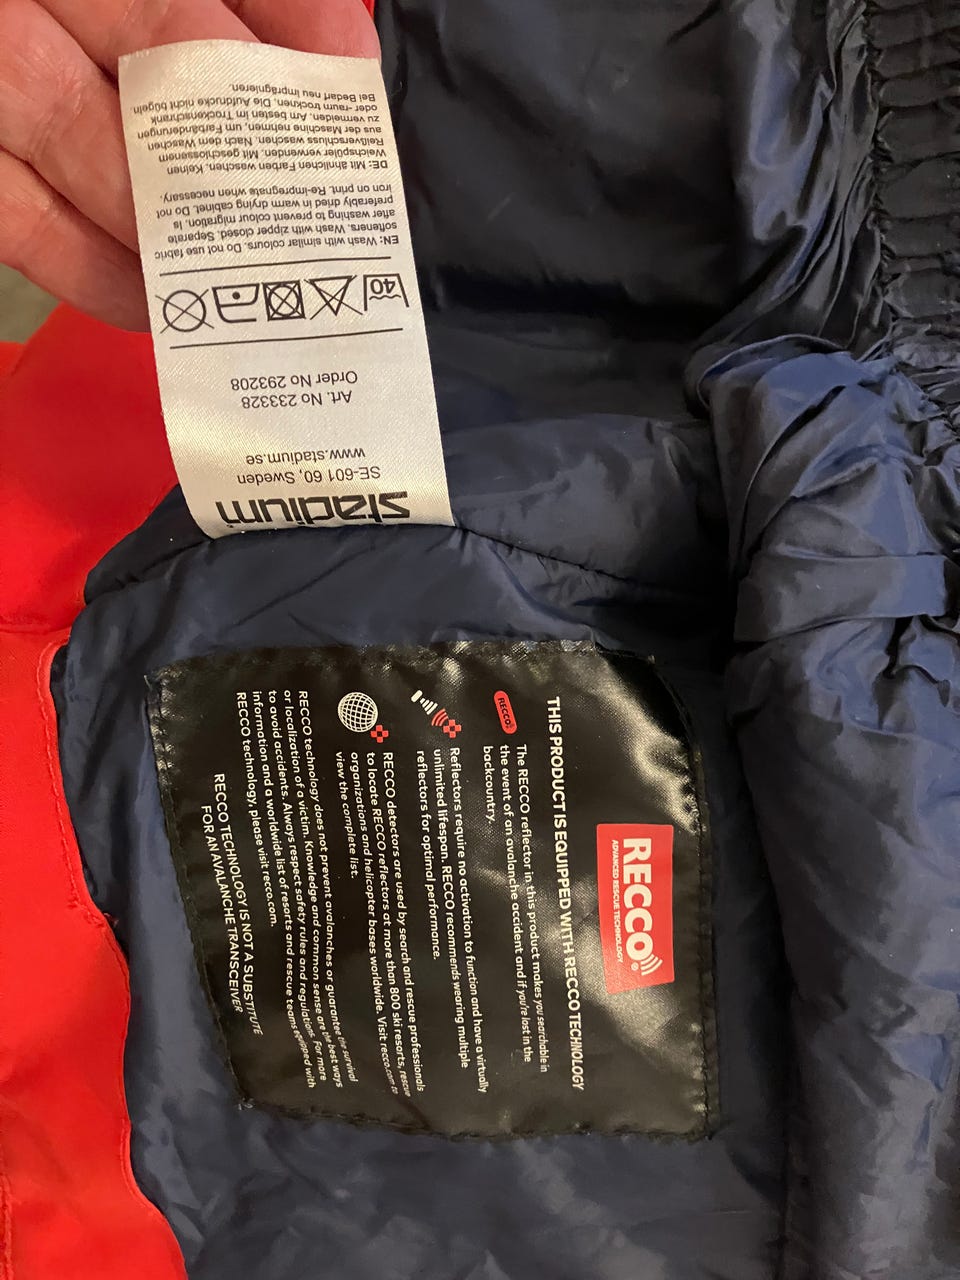 stadium
SE-601 60, Sweden
www.stadium.se
Art. No 233328
Order No 293208
40
EN: Wash with similar colours. Do not use fabric
softeners. Wash with zipper closed. Separate
after washing to prevent colour migration. Is
preferably dried in warm drying cabinet. Do not
iron on print. Re-impregnate when necessary.
DE: Mit ähnlichen Farben waschen. Keinen
Weichspüler verwenden. Mit geschlossenem
Reißverschluss waschen. Nach dem Waschen
aus der Maschine nehmen, um Farbänderungen
zu vermeiden. Am besten im Trockenschrank
oder -raum trocknen. Die Aufdrucke nicht bügeln.
Bei Bedarf neu imprägnieren.
RECCO®
ADVANCED RESCUE TECHNOLOGY
THIS PRODUCT IS EQUIPPED WITH RECCO TECHNOLOGY
RECCO
The RECCO reflector in this product makes you searchable in
the event of an avalanche accident and if you're lost in the
backcountry.
Reflectors require no activation to function and have a virtually
unlimited lifespan. RECCO recommends wearing multiple
reflectors for optimal performance.
RECCO detectors are used by search and rescue professionals
to locate RECCO reflectors at more than 800 ski resorts, rescue
organizations and helicopter bases worldwide. Visit recco.com to
view the complete list.
RECCO technology does not prevent avalanches or guarantee the survival
or localization of a victim. Knowledge and common sense are the best ways
to avoid accidents. Always respect safety rules and regulations. For more
information and a worldwide list of resorts and rescue teams equipped with
RECCO technology, please visit recco.com.
RECCO TECHNOLOGY IS NOT A SUBSTITUTE
FOR AN AVALANCHE TRANSCEIVER